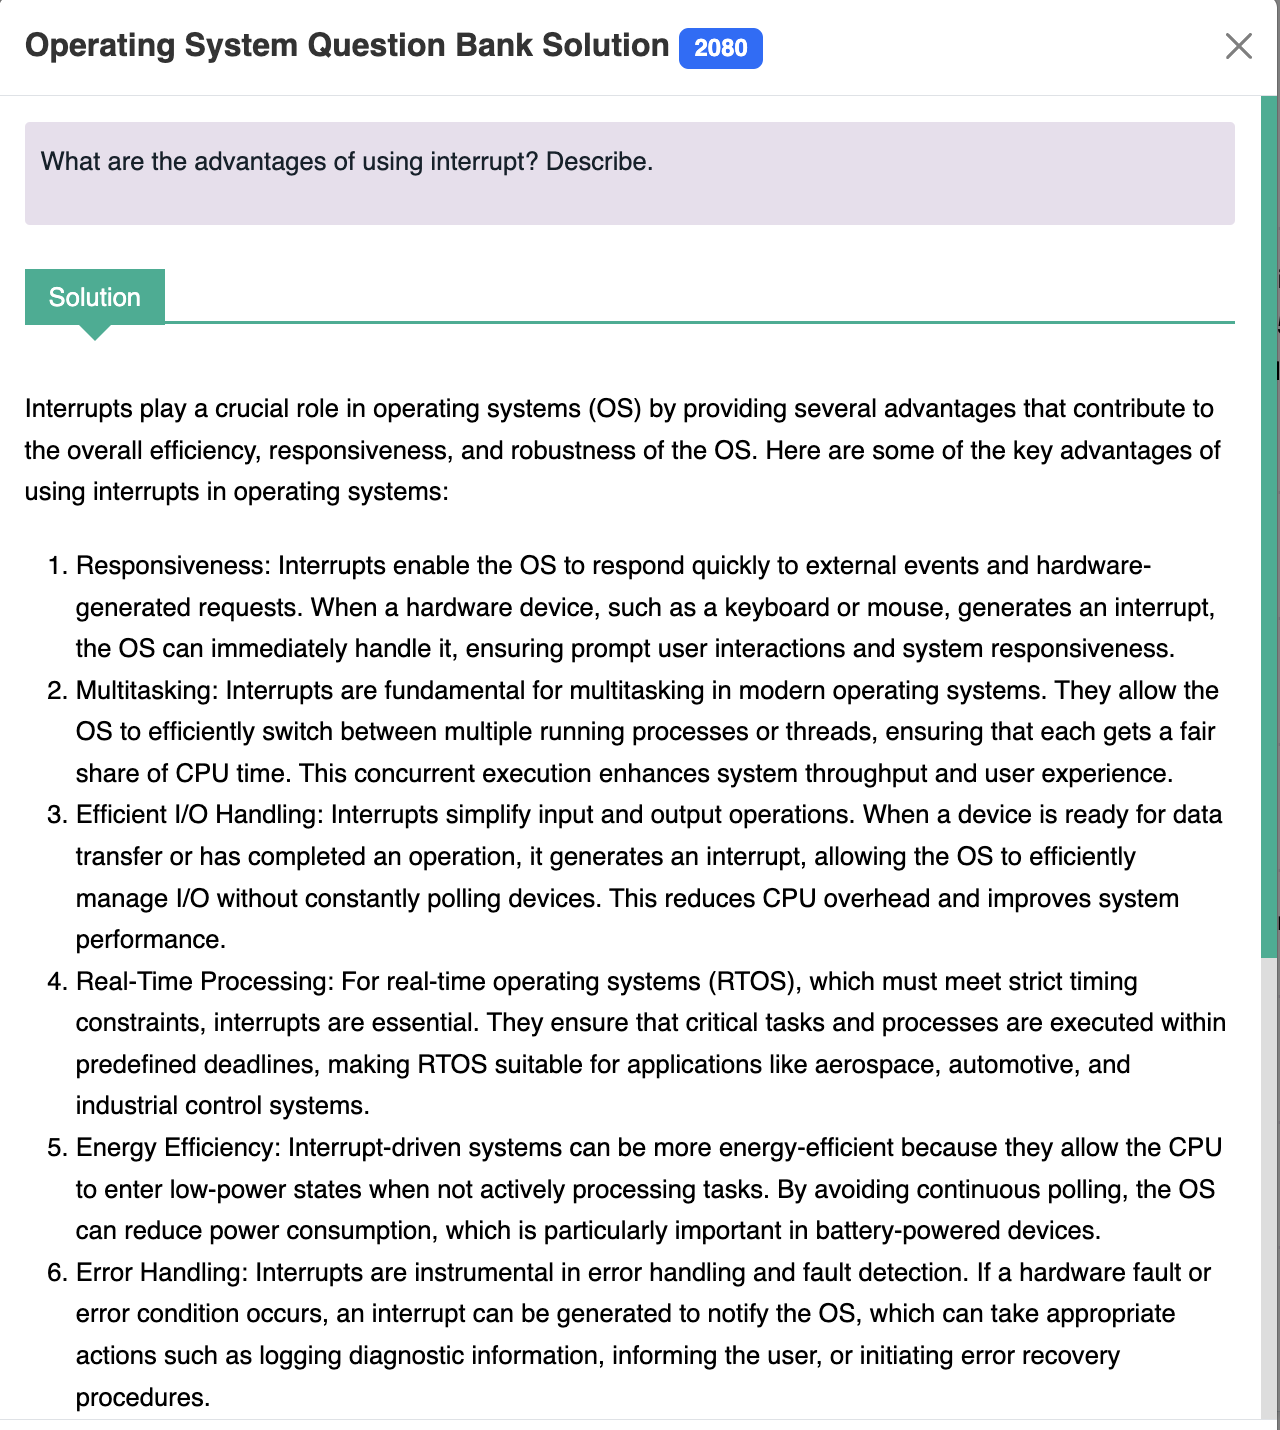 Operating System Question Bank Solution 2080
What are the advantages of using interrupt? Describe.
Solution
Interrupts play a crucial role in operating systems (OS) by providing several advantages that contribute to
the overall efficiency, responsiveness, and robustness of the OS. Here are some of the key advantages of
using interrupts in operating systems:
1. Responsiveness: Interrupts enable the OS to respond quickly to external events and hardware-
generated requests. When a hardware device, such as a keyboard or mouse, generates an interrupt,
the OS can immediately handle it, ensuring prompt user interactions and system responsiveness.
2. Multitasking: Interrupts are fundamental for multitasking in modern operating systems. They allow the
OS to efficiently switch between multiple running processes or threads, ensuring that each gets a fair
share of CPU time. This concurrent execution enhances system throughput and user experience.
3. Efficient I/O Handling: Interrupts simplify input and output operations. When a device is ready for data
transfer or has completed an operation, it generates an interrupt, allowing the OS to efficiently
manage I/O without constantly polling devices. This reduces CPU overhead and improves system
performance.
4. Real-Time Processing: For real-time operating systems (RTOS), which must meet strict timing
constraints, interrupts are essential. They ensure that critical tasks and processes are executed within
predefined deadlines, making RTOS suitable for applications like aerospace, automotive, and
industrial control systems.
5. Energy Efficiency: Interrupt-driven systems can be more energy-efficient because they allow the CPU
to enter low-power states when not actively processing tasks. By avoiding continuous polling, the OS
can reduce power consumption, which is particularly important in battery-powered devices.
6. Error Handling: Interrupts are instrumental in error handling and fault detection. If a hardware fault or
error condition occurs, an interrupt can be generated to notify the OS, which can take appropriate
actions such as logging diagnostic information, informing the user, or initiating error recovery
procedures.